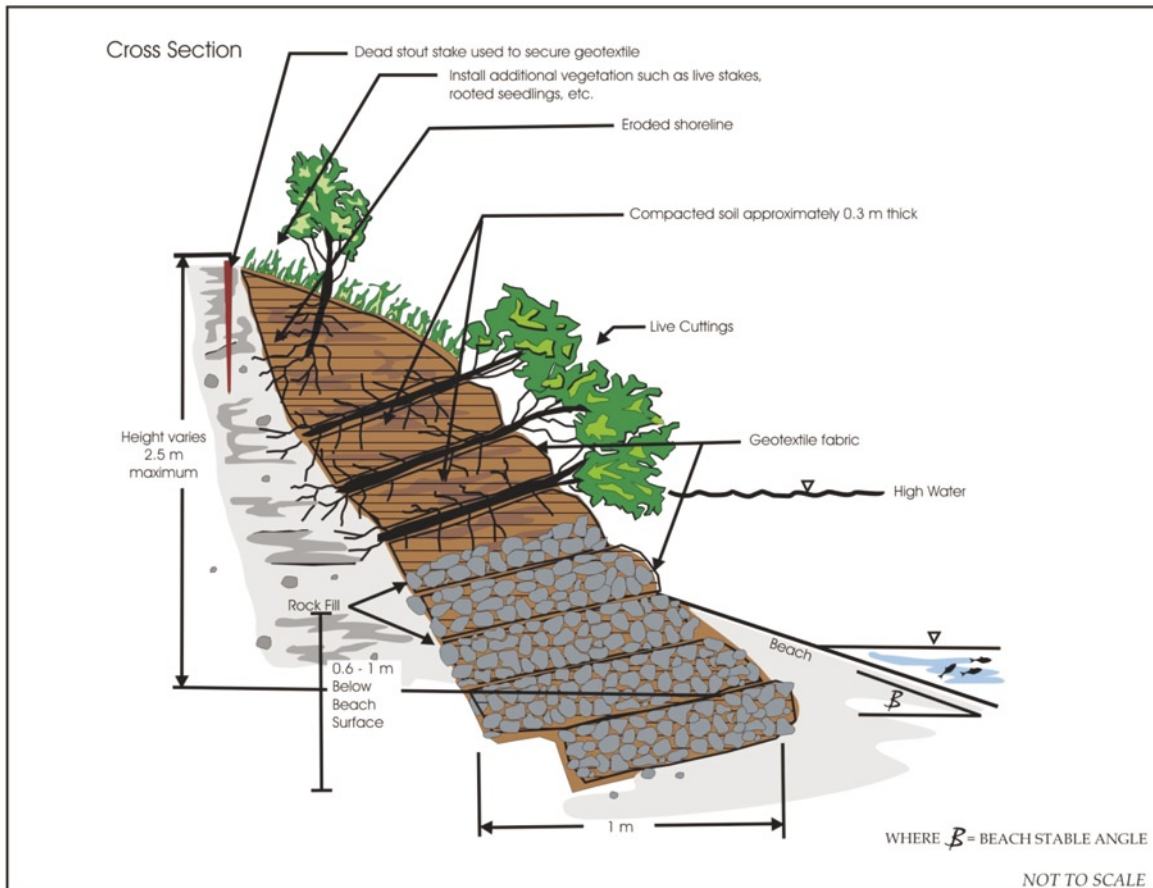 Cross Section
Dead stout stake used to secure geotextile
Install additional vegetation such as live stakes,
rooted seedlings, etc.
Eroded shoreline
Compacted soil approximately 0.3 m thick
Live Cuttings
Height varies
2.5 m
maximum
Geotextile fabric
High Water
Rock Fill
Beach
0.6 - 1 m
Below
Beach
Surface
B
1 m
WHERE B = BEACH STABLE ANGLE
NOT TO SCALE